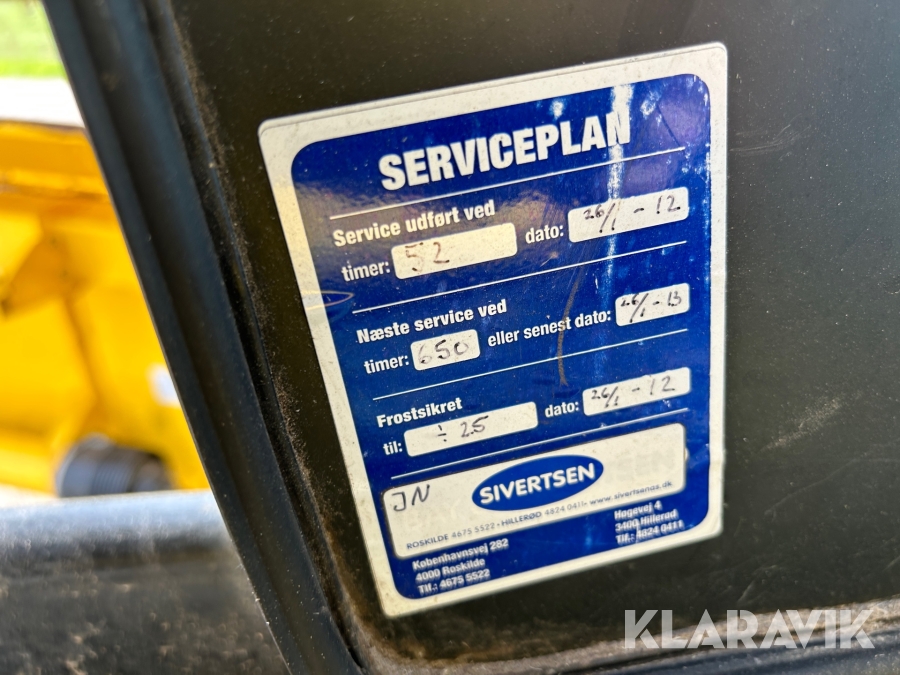 SERVICEPLAN
Service udført ved
timer: 52 dato: 26/1-12
Næste service ved
timer: 650 eller senest dato: 26/1-13
Frostsikret
til: ÷ 25 dato: 26/1-12
JN SIVERTSEN
ROSKILDE 4675 5522 • HILLERØD 4824 0411 • www.sivertsenas.dk
Københavnsvej 282
4000 Roskilde
Tlf.: 4675 5522
Høgevej 4
3400 Hillerød
Tlf.: 4824 0411
KLARAVIK